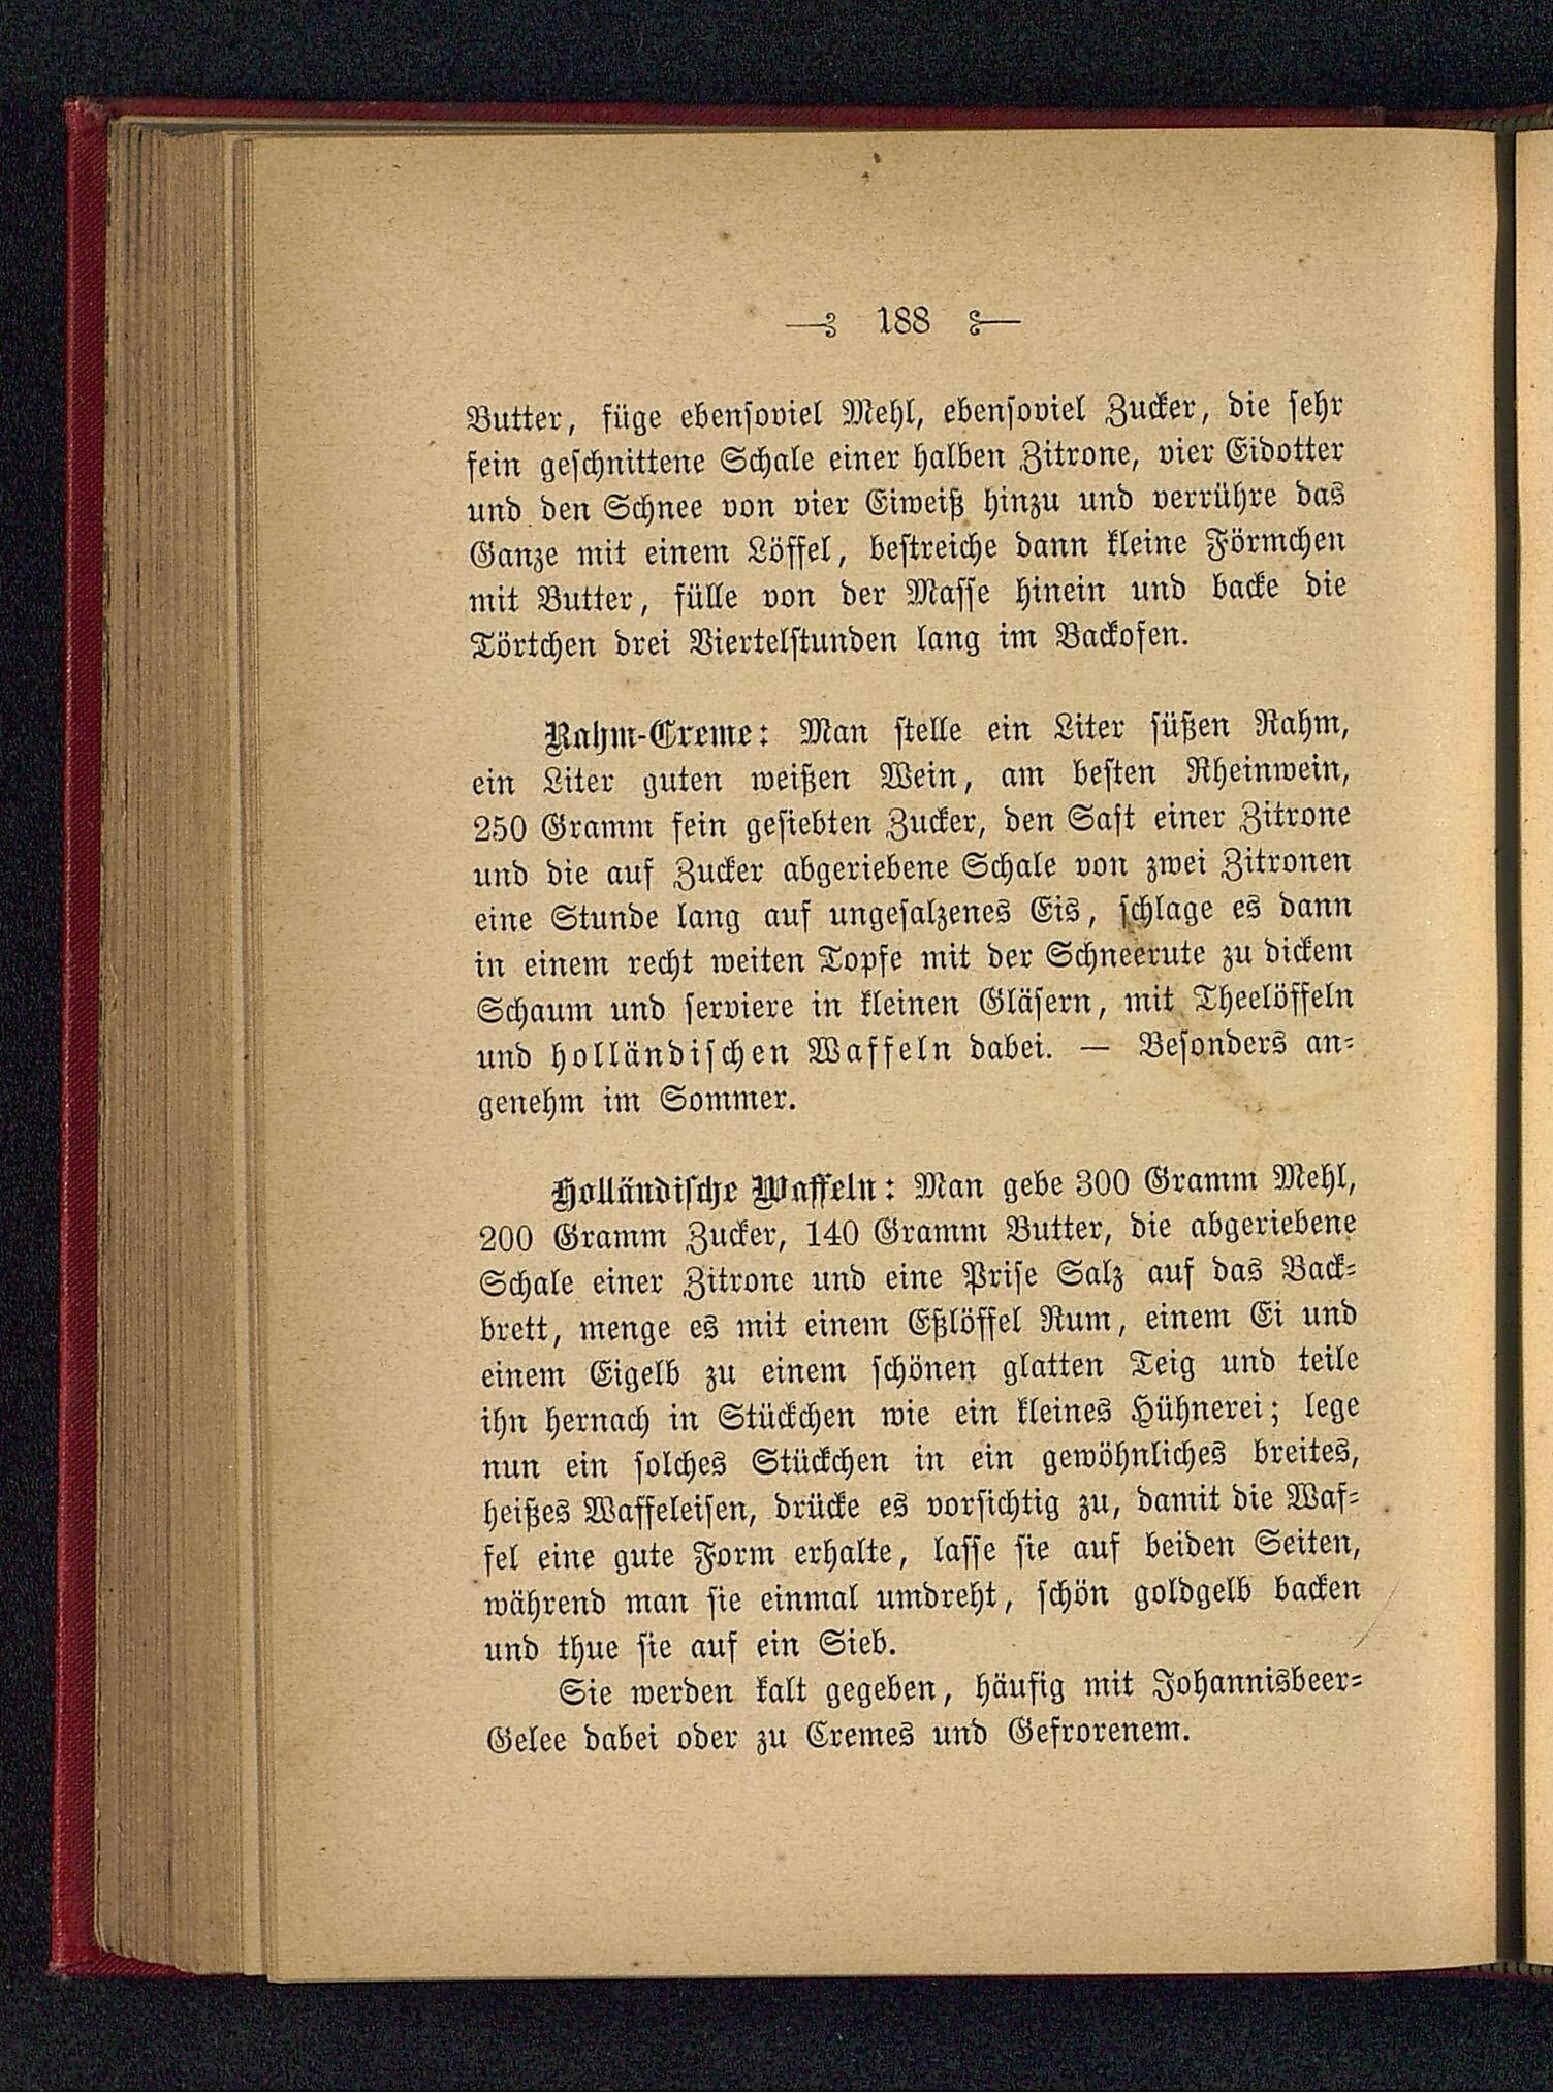 188
Butter, füge ebensoviel Mehl, ebensoviel Zucker, die sehr
fein geschnittene Schale einer halben Zitrone, vier Eidotter
und den Schnee von vier Eiweiß hinzu und verrühre das
Ganze mit einem Löffel, bestreiche dann kleine Förmchen
mit Butter, fülle von der Masse hinein und backe die
Törtchen drei Viertelstunden lang im Backofen.
Rahm-Creme: Man stelle ein Liter süßen Rahm,
ein Liter guten weißen Wein, am besten Rheinwein,
250 Gramm fein gesiebten Zucker, den Saft einer Zitrone
und die auf Zucker abgeriebene Schale von zwei Zitronen
eine Stunde lang auf ungesalzenes Eis, schlage es dann
in einem recht weiten Topfe mit der Schneerute zu dickem
Schaum und serviere in kleinen Gläsern, mit Theelöffeln
und holländischen Waffeln dabei. — Besonders an-
genehm im Sommer.
Holländische Waffeln: Man gebe 300 Gramm Mehl,
200 Gramm Zucker, 140 Gramm Butter, die abgeriebene
Schale einer Zitrone und eine Prise Salz auf das Back-
brett, menge es mit einem Eßlöffel Rum, einem Ei und
einem Eigelb zu einem schönen glatten Teig und teile
ihn hernach in Stückchen wie ein kleines Hühnerei; lege
nun ein solches Stückchen in ein gewöhnliches breites,
heißes Waffeleisen, drücke es vorsichtig zu, damit die Waf-
fel eine gute Form erhalte, lasse sie auf beiden Seiten,
während man sie einmal umdreht, schön goldgelb backen
und thue sie auf ein Sieb.
Sie werden kalt gegeben, häufig mit Johannisbeer-
Gelee dabei oder zu Cremes und Gefrorenem.